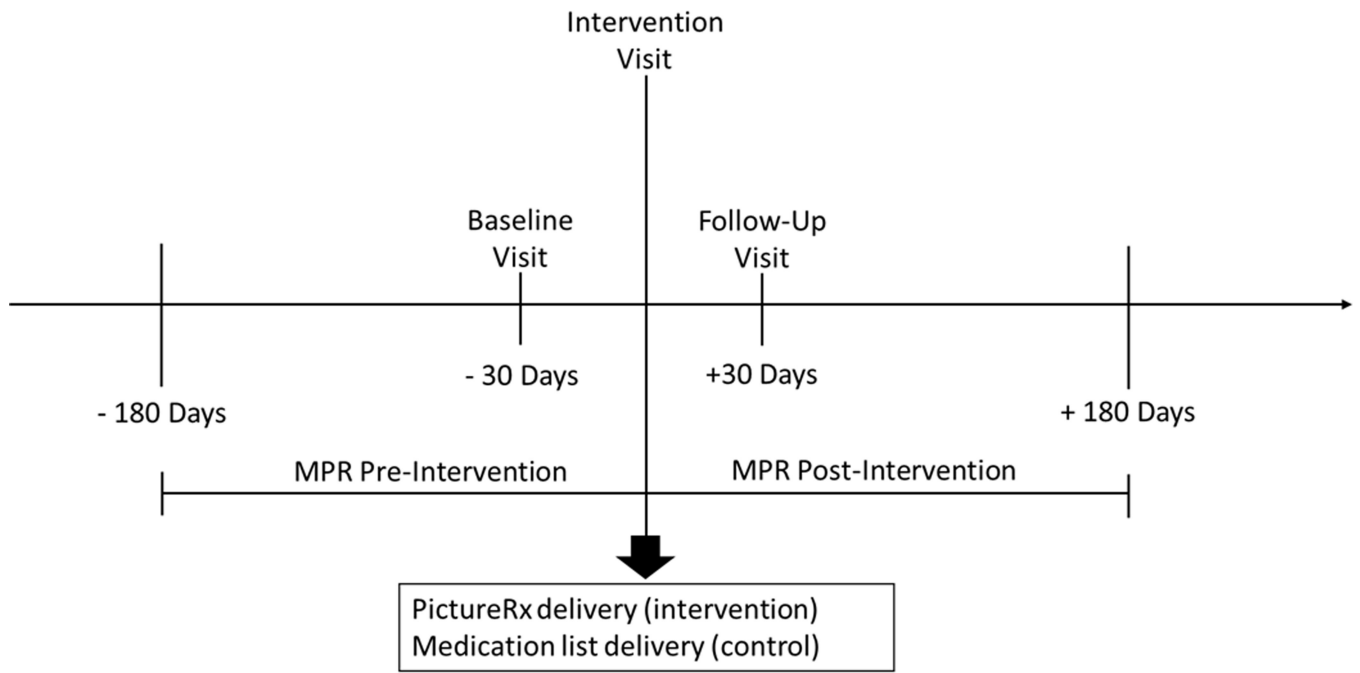 Intervention
Visit
Baseline
Visit
Follow-Up
Visit
- 30 Days
+30 Days
- 180 Days
+ 180 Days
MPR Pre-Intervention
MPR Post-Intervention
PictureRx delivery (intervention)
Medication list delivery (control)